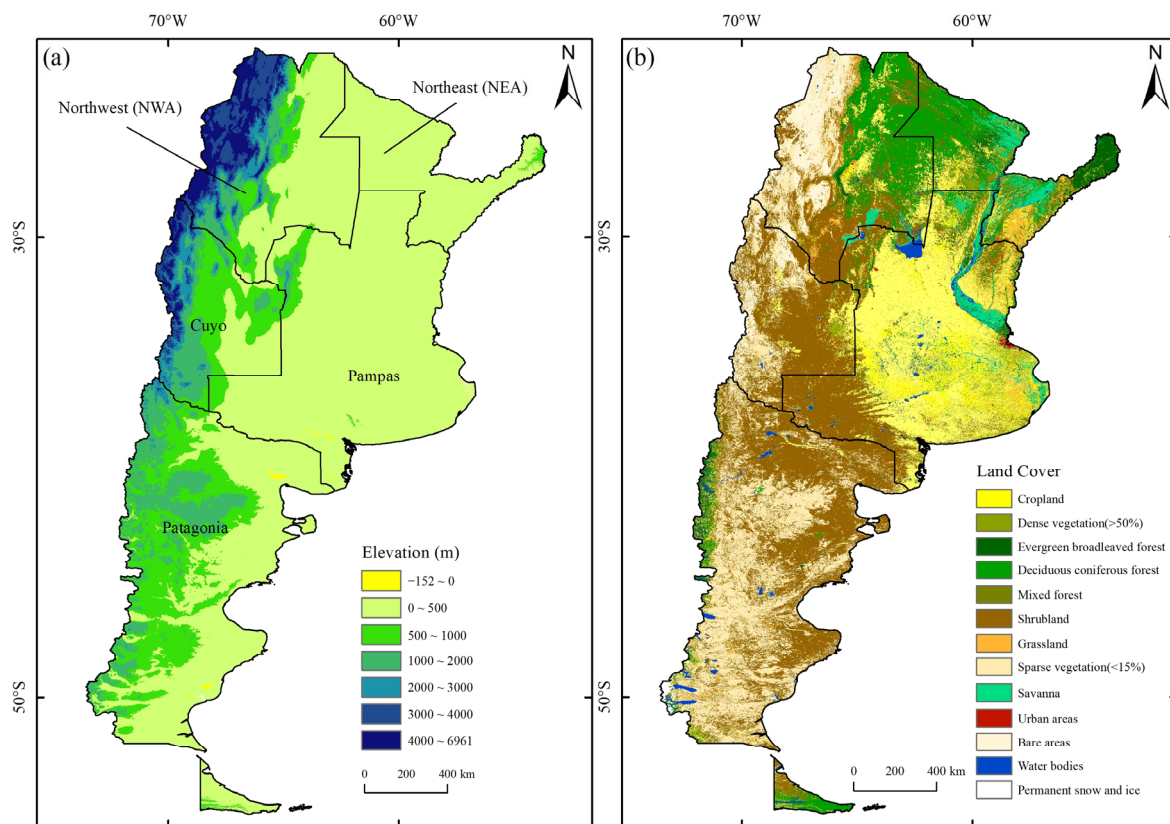 70°W
60°W
(a)
N
Northwest (NWA)
Northeast (NEA)
30°S
Cuyo
Pampas
Patagonia
50°S
Elevation (m)
−152 ~ 0
0 ~ 500
500 ~ 1000
1000 ~ 2000
2000 ~ 3000
3000 ~ 4000
4000 ~ 6961
0 200 400 km
70°W
60°W
(b)
N
30°S
50°S
Land Cover
Cropland
Dense vegetation(>50%)
Evergreen broadleaved forest
Deciduous coniferous forest
Mixed forest
Shrubland
Grassland
Sparse vegetation(<15%)
Savanna
Urban areas
Bare areas
Water bodies
Permanent snow and ice
0 200 400 km